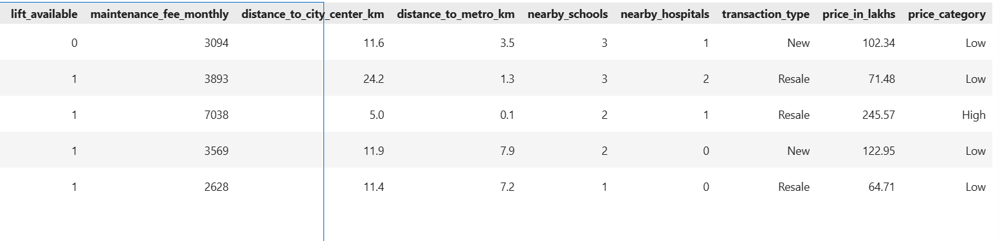 lift_available maintenance_fee_monthly distance_to_city_center_km distance_to_metro_km nearby_schools nearby_hospitals transaction_type price_in_lakhs price_category
0 3094 11.6 3.5 3 1 New 102.34 Low
1 3893 24.2 1.3 3 2 Resale 71.48 Low
1 7038 5.0 0.1 2 1 Resale 245.57 High
1 3569 11.9 7.9 2 0 New 122.95 Low
1 2628 11.4 7.2 1 0 Resale 64.71 Low